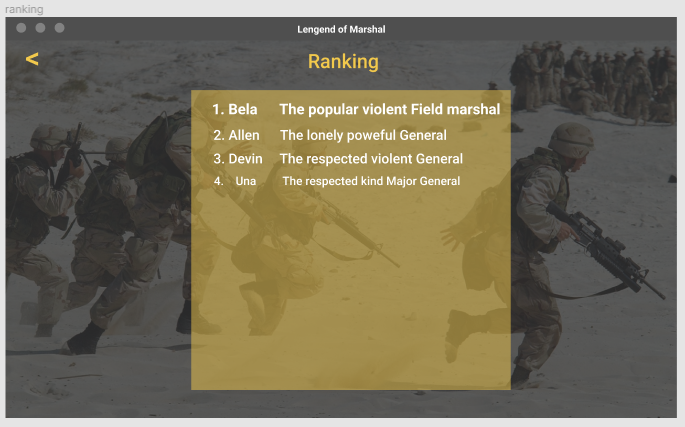 ranking
Lengend of Marshal
<
Ranking
1. Bela The popular violent Field marshal
2. Allen The lonely poweful General
3. Devin The respected violent General
4. Una The respected kind Major General